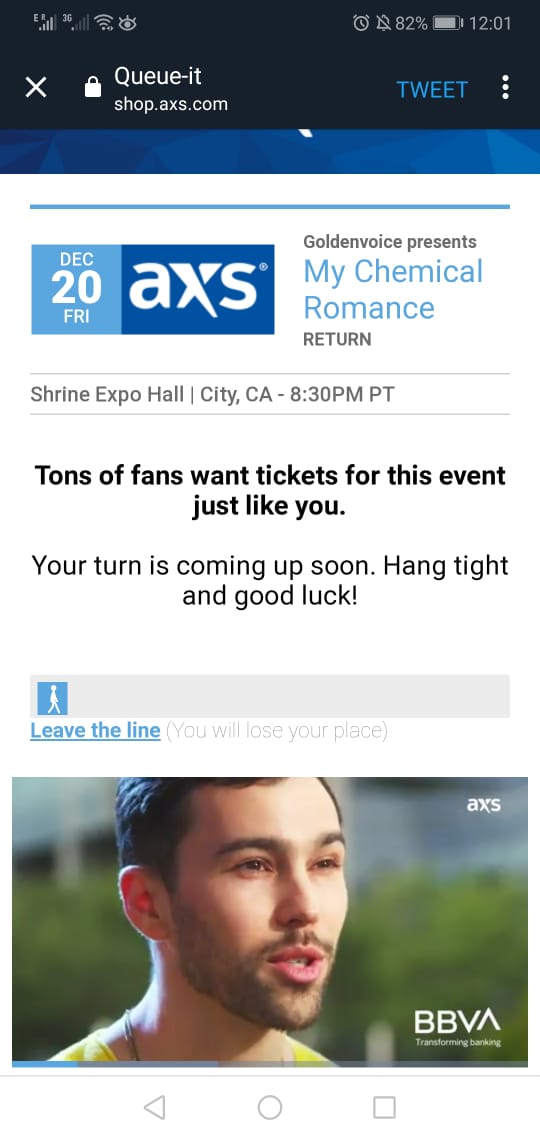 E R 3G 82% 12:01
Queue-it
shop.axs.com
TWEET
DEC
20
FRI
axs®
Goldenvoice presents
My Chemical
Romance
RETURN
Shrine Expo Hall | City, CA - 8:30PM PT
Tons of fans want tickets for this event
just like you.
Your turn is coming up soon. Hang tight
and good luck!
Leave the line (You will lose your place)
axs
BBVA
Transforming banking